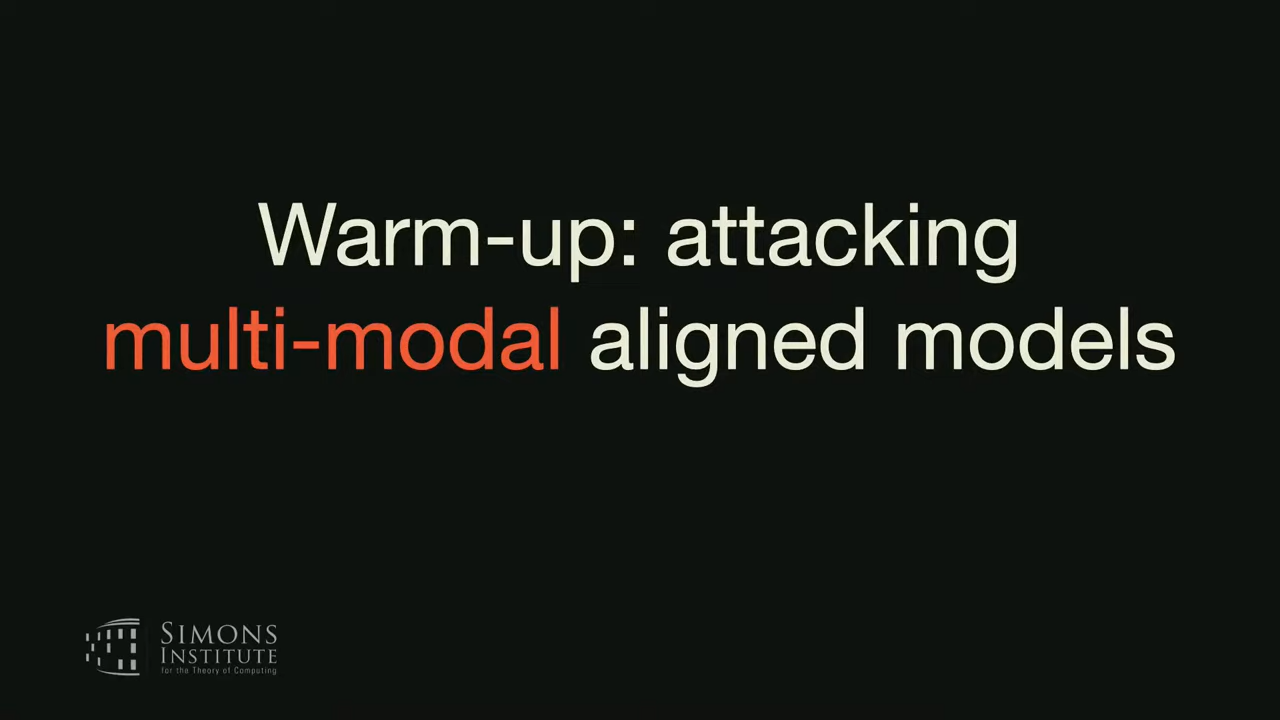 Warm-up: attacking
multi-modal aligned models
SIMONS
INSTITUTE
for the Theory of Computing